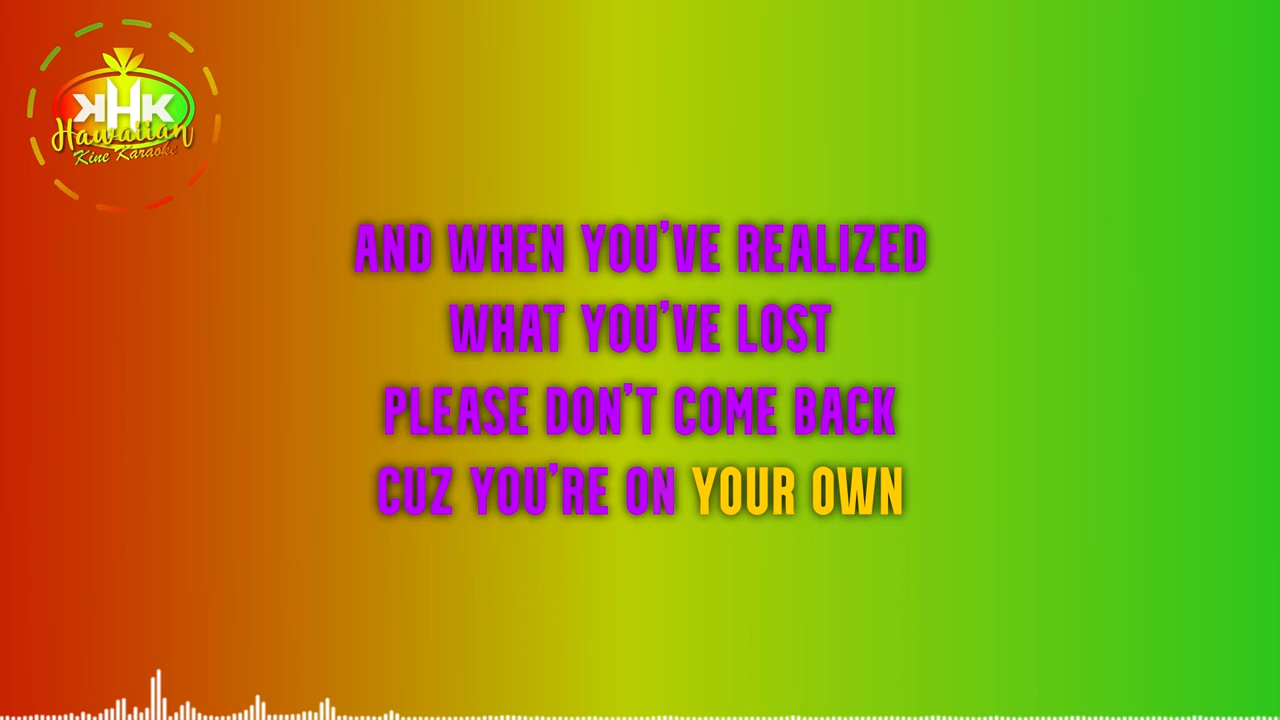 KHK
Hawaiian
Kine Karaoke
AND WHEN YOU'VE REALIZED
WHAT YOU'VE LOST
PLEASE DON'T COME BACK
CUZ YOU'RE ON YOUR OWN